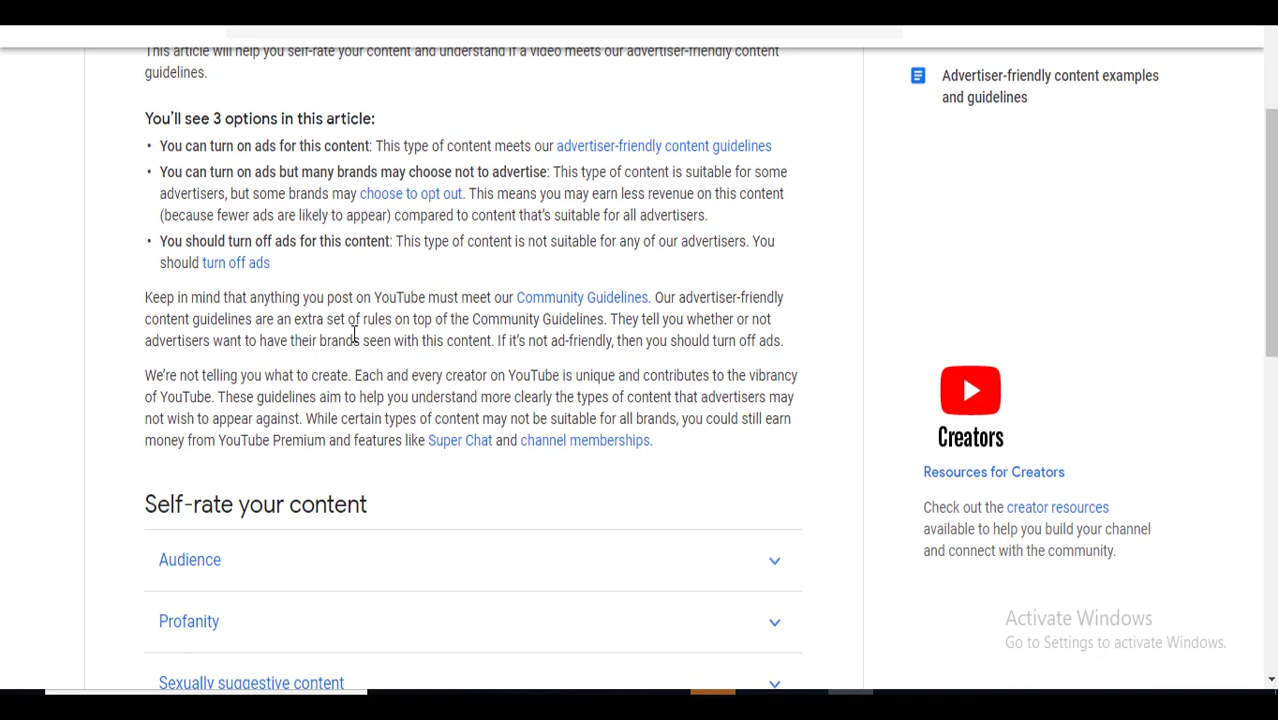 This article will help you self-rate your content and understand if a video meets our advertiser-friendly content
guidelines.
You'll see 3 options in this article:
• You can turn on ads for this content: This type of content meets our advertiser-friendly content guidelines
• You can turn on ads but many brands may choose not to advertise: This type of content is suitable for some
advertisers, but some brands may choose to opt out. This means you may earn less revenue on this content
(because fewer ads are likely to appear) compared to content that's suitable for all advertisers.
• You should turn off ads for this content: This type of content is not suitable for any of our advertisers. You
should turn off ads
Keep in mind that anything you post on YouTube must meet our Community Guidelines. Our advertiser-friendly
content guidelines are an extra set of rules on top of the Community Guidelines. They tell you whether or not
advertisers want to have their brands seen with this content. If it's not ad-friendly, then you should turn off ads.
We're not telling you what to create. Each and every creator on YouTube is unique and contributes to the vibrancy
of YouTube. These guidelines aim to help you understand more clearly the types of content that advertisers may
not wish to appear against. While certain types of content may not be suitable for all brands, you could still earn
money from YouTube Premium and features like Super Chat and channel memberships.
Self-rate your content
Audience
Profanity
Sexually suggestive content
Advertiser-friendly content examples
and guidelines
Creators
Resources for Creators
Check out the creator resources
available to help you build your channel
and connect with the community.
Activate Windows
Go to Settings to activate Windows.